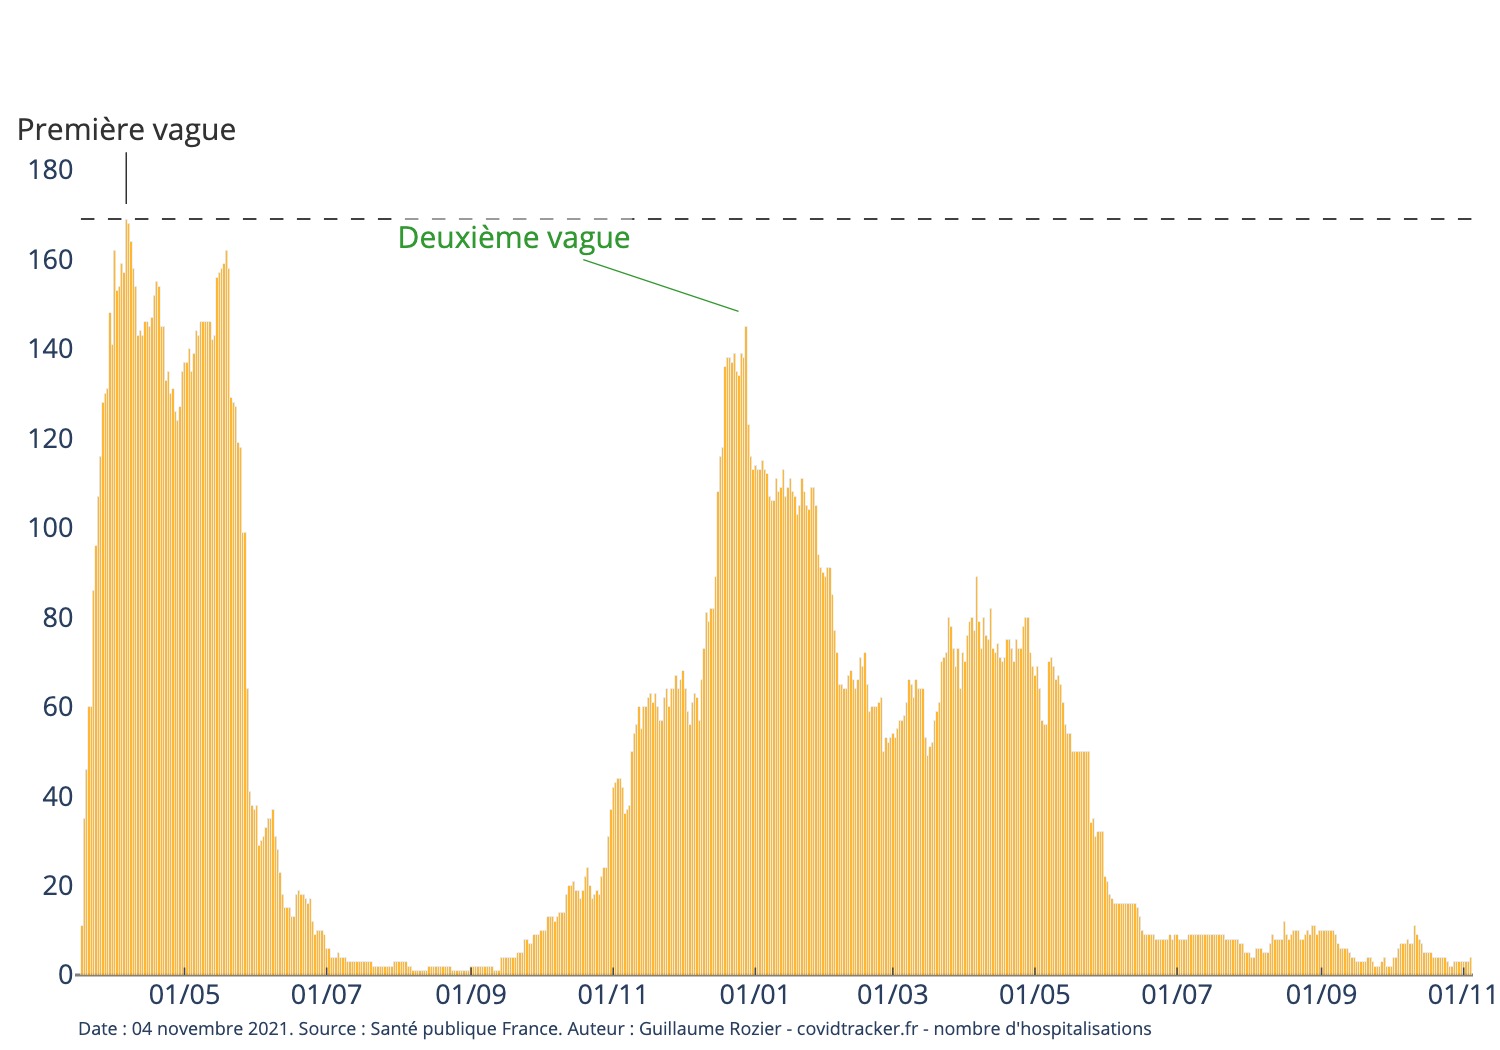 Première vague
180
Deuxième vague
160
140
120
100
80
60
40
20
0
01/05 01/07 01/09 01/11 01/01 01/03 01/05 01/07 01/09 01/11
Date : 04 novembre 2021. Source : Santé publique France. Auteur : Guillaume Rozier - covidtracker.fr - nombre d'hospitalisations